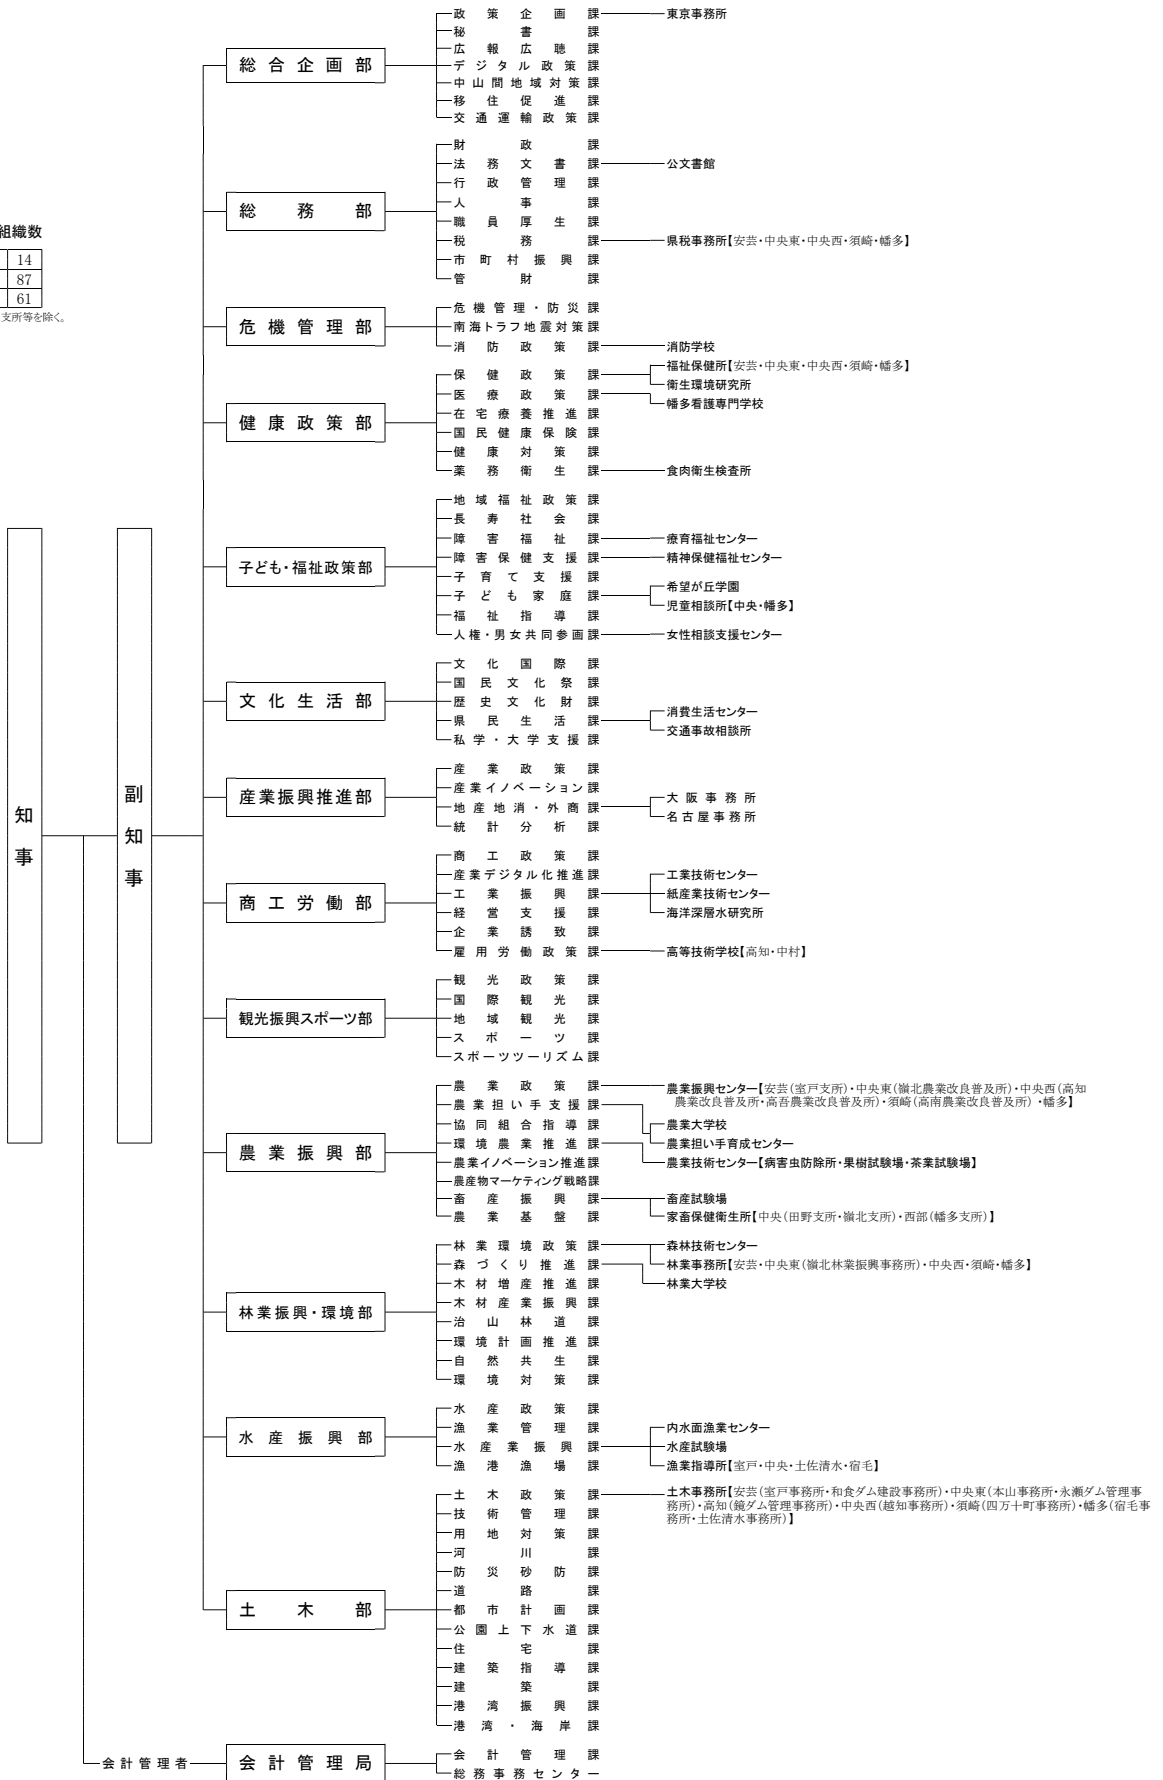 組織数
14
87
61
支所等を除く。
知事
副知事
総合企画部
政策企画課
東京事務所
秘書課
広報広聴課
デジタル政策課
中山間地域対策課
移住促進課
交通運輸政策課
総務部
財政課
法務文書課
公文書館
行政管理課
人事課
職員厚生課
税務課
県税事務所【安芸・中央東・中央西・須崎・幡多】
市町村振興課
管財課
危機管理部
危機管理・防災課
南海トラフ地震対策課
消防政策課
消防学校
健康政策部
保健政策課
福祉保健所【安芸・中央東・中央西・須崎・幡多】
衛生環境研究所
医療政策課
幡多看護専門学校
在宅療養推進課
国民健康保険課
健康対策課
薬務衛生課
食肉衛生検査所
子ども・福祉政策部
地域福祉政策課
長寿社会課
障害福祉課
療育福祉センター
障害保健支援課
精神保健福祉センター
子育て支援課
子ども家庭課
希望が丘学園
児童相談所【中央・幡多】
福祉指導課
人権・男女共同参画課
女性相談支援センター
文化生活部
文化国際課
国民文化祭課
歴史文化財課
県民生活課
消費生活センター
交通事故相談所
私学・大学支援課
産業振興推進部
産業政策課
産業イノベーション課
地産地消・外商課
大阪事務所
名古屋事務所
統計分析課
商工労働部
商工政策課
産業デジタル化推進課
工業振興課
工業技術センター
紙産業技術センター
海洋深層水研究所
経営支援課
企業誘致課
雇用労働政策課
高等技術学校【高知・中村】
観光振興スポーツ部
観光政策課
国際観光課
地域観光課
スポーツ課
スポーツツーリズム課
農業振興部
農業政策課
農業振興センター【安芸(室戸支所)・中央東(嶺北農業改良普及所)・中央西(高知
農業改良普及所・高吾農業改良普及所)・須崎(高南農業改良普及所)・幡多】
農業担い手支援課
農業大学校
農業担い手育成センター
協同組合指導課
環境農業推進課
農業技術センター【病害虫防除所・果樹試験場・茶業試験場】
農業イノベーション推進課
農産物マーケティング戦略課
畜産振興課
畜産試験場
家畜保健衛生所【中央(田野支所・嶺北支所)・西部(幡多支所)】
農業基盤課
林業振興・環境部
林業環境政策課
森林技術センター
林業事務所【安芸・中央東(嶺北林業振興事務所)・中央西・須崎・幡多】
森づくり推進課
林業大学校
木材増産推進課
木材産業振興課
治山林道課
環境計画推進課
自然共生課
環境対策課
水産振興部
水産政策課
漁業管理課
水産業振興課
内水面漁業センター
水産試験場
漁業指導所【室戸・中央・土佐清水・宿毛】
漁港漁場課
土木部
土木政策課
土木事務所【安芸(室戸事務所・和食ダム建設事務所)・中央東(本山事務所・永瀬ダム管理事
務所)・高知(鏡ダム管理事務所)・中央西(越知事務所)・須崎(四万十町事務所)・幡多(宿毛事
務所・土佐清水事務所)】
技術管理課
用地対策課
河川課
防災砂防課
道路課
都市計画課
公園上下水道課
住宅課
建築指導課
建築課
港湾振興課
港湾・海岸課
会計管理者
会計管理局
会計管理課
総務事務センター